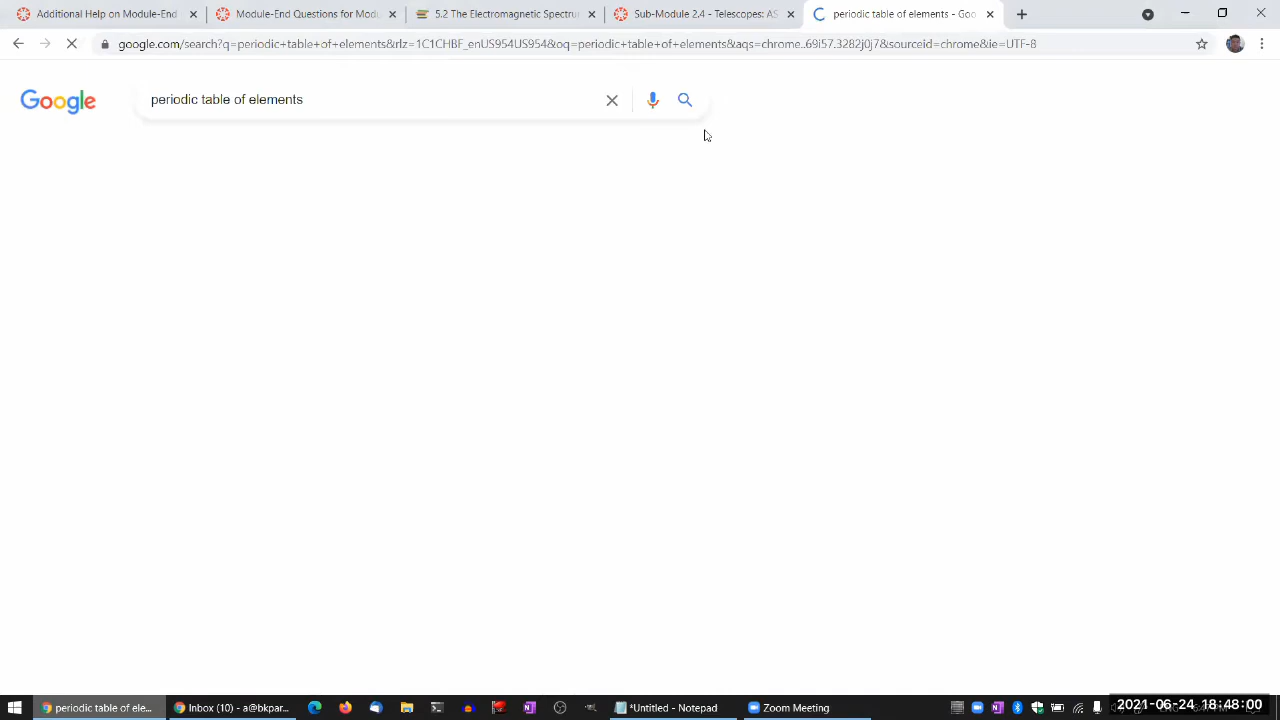 Additional Help on Module-End
Module-End Questions for Modu
5.2 The Electromagnetic Spectru
Sub-Module 2.4 - Telescopes: AS
periodic table of elements - Goo
google.com/search?q=periodic+table+of+elements&rlz=1C1CHBF_enUS954US954&oq=periodic+table+of+elements&aqs=chrome..69i57.3282j0j7&sourceid=chrome&ie=UTF-8
Google
periodic table of elements
periodic table of ele...
Inbox (10) - a@bkpar...
*Untitled - Notepad
Zoom Meeting
2021-06-24 18:48:00